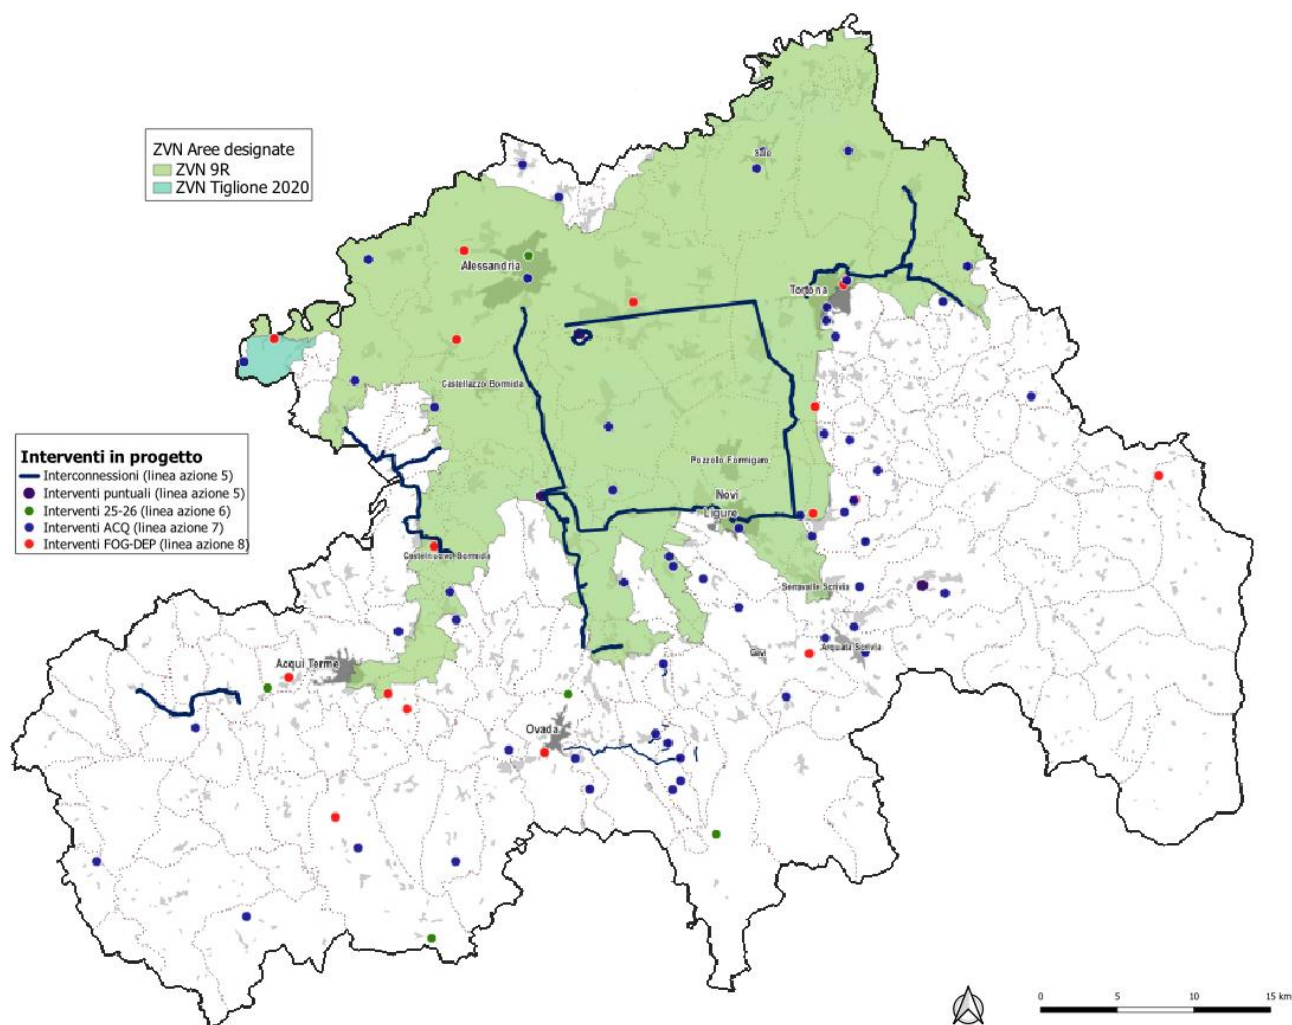 ZVN Aree designate
ZVN 9R
ZVN Tiglione 2020
Sale
Alessandria
Tortona
Castellazzo Bormida
Interventi in progetto
Interconnessioni (linea azione 5)
Interventi puntuali (linea azione 5)
Interventi 25-26 (linea azione 6)
Interventi ACQ (linea azione 7)
Interventi FOG-DEP (linea azione 8)
Pozzolo Formigaro
Novi
Ligure
Castelnuovo Bormida
Serravalle Scrivia
Gavi
Arquata Scrivia
Acqui Terme
Ovada
0 5 10 15 km